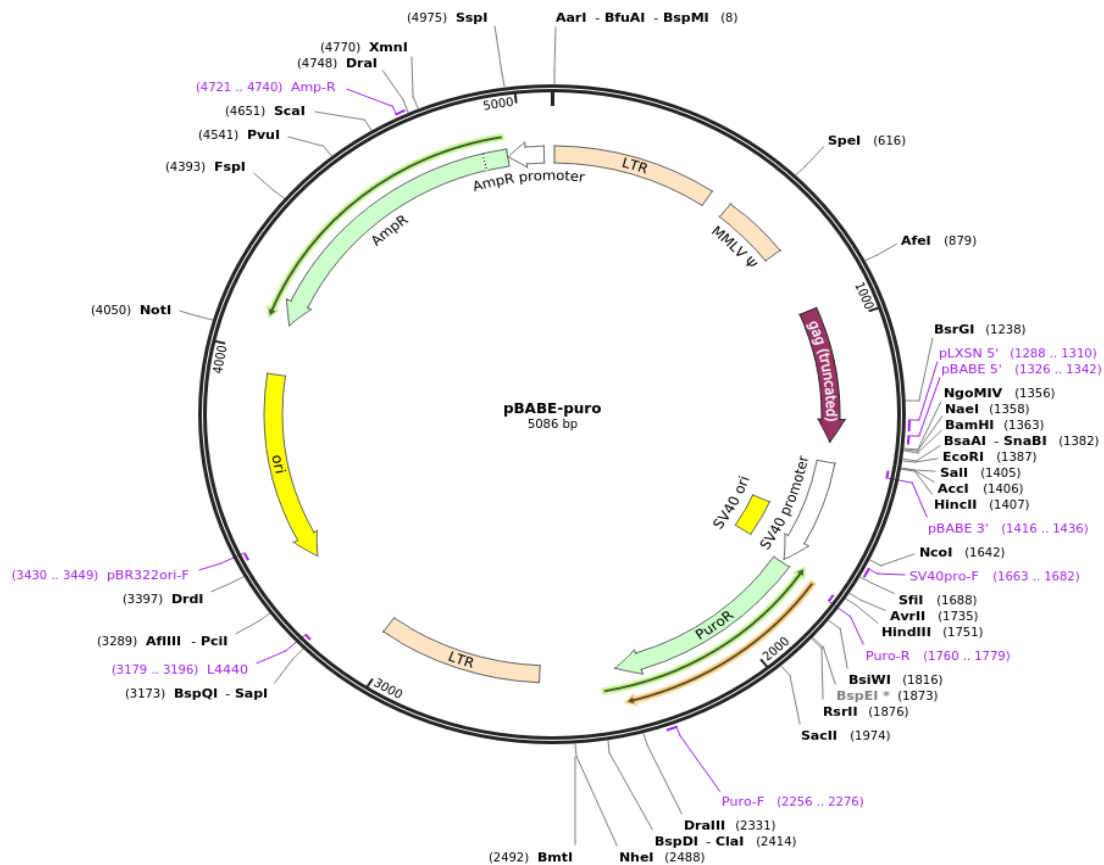 (4975) SspI
AarI - BfuAI - BspMI (8)
(4770) XmnI
(4748) DraI
(4721 .. 4740) Amp-R
(4651) ScaI
(4541) PvuI
(4393) FspI
(4050) NotI
SpeI (616)
AfeI (879)
BsrGI (1238)
pLXSN 5' (1288 .. 1310)
pBABE 5' (1326 .. 1342)
NgoMIV (1356)
NaeI (1358)
BamHI (1363)
BsaAI - SnaBI (1382)
EcoRI (1387)
SalI (1405)
AccI (1406)
HincII (1407)
pBABE 3' (1416 .. 1436)
NcoI (1642)
SV40pro-F (1663 .. 1682)
SfiI (1688)
AvrII (1735)
HindIII (1751)
Puro-R (1760 .. 1779)
BsiWI (1816)
BspEI * (1873)
RsrII (1876)
SacII (1974)
Puro-F (2256 .. 2276)
DraIII (2331)
BspDI - ClaI (2414)
NheI (2488)
(2492) BmtI
(3430 .. 3449) pBR322ori-F
(3397) DrdI
(3289) AflIII - PciI
(3179 .. 3196) L4440
(3173) BspQI - SapI
5000
1000
2000
3000
4000
LTR
AmpR promoter
AmpR
MMLV Ψ
gag (truncated)
pBABE-puro
5086 bp
ori
SV40 ori
SV40 promoter
PuroR
LTR